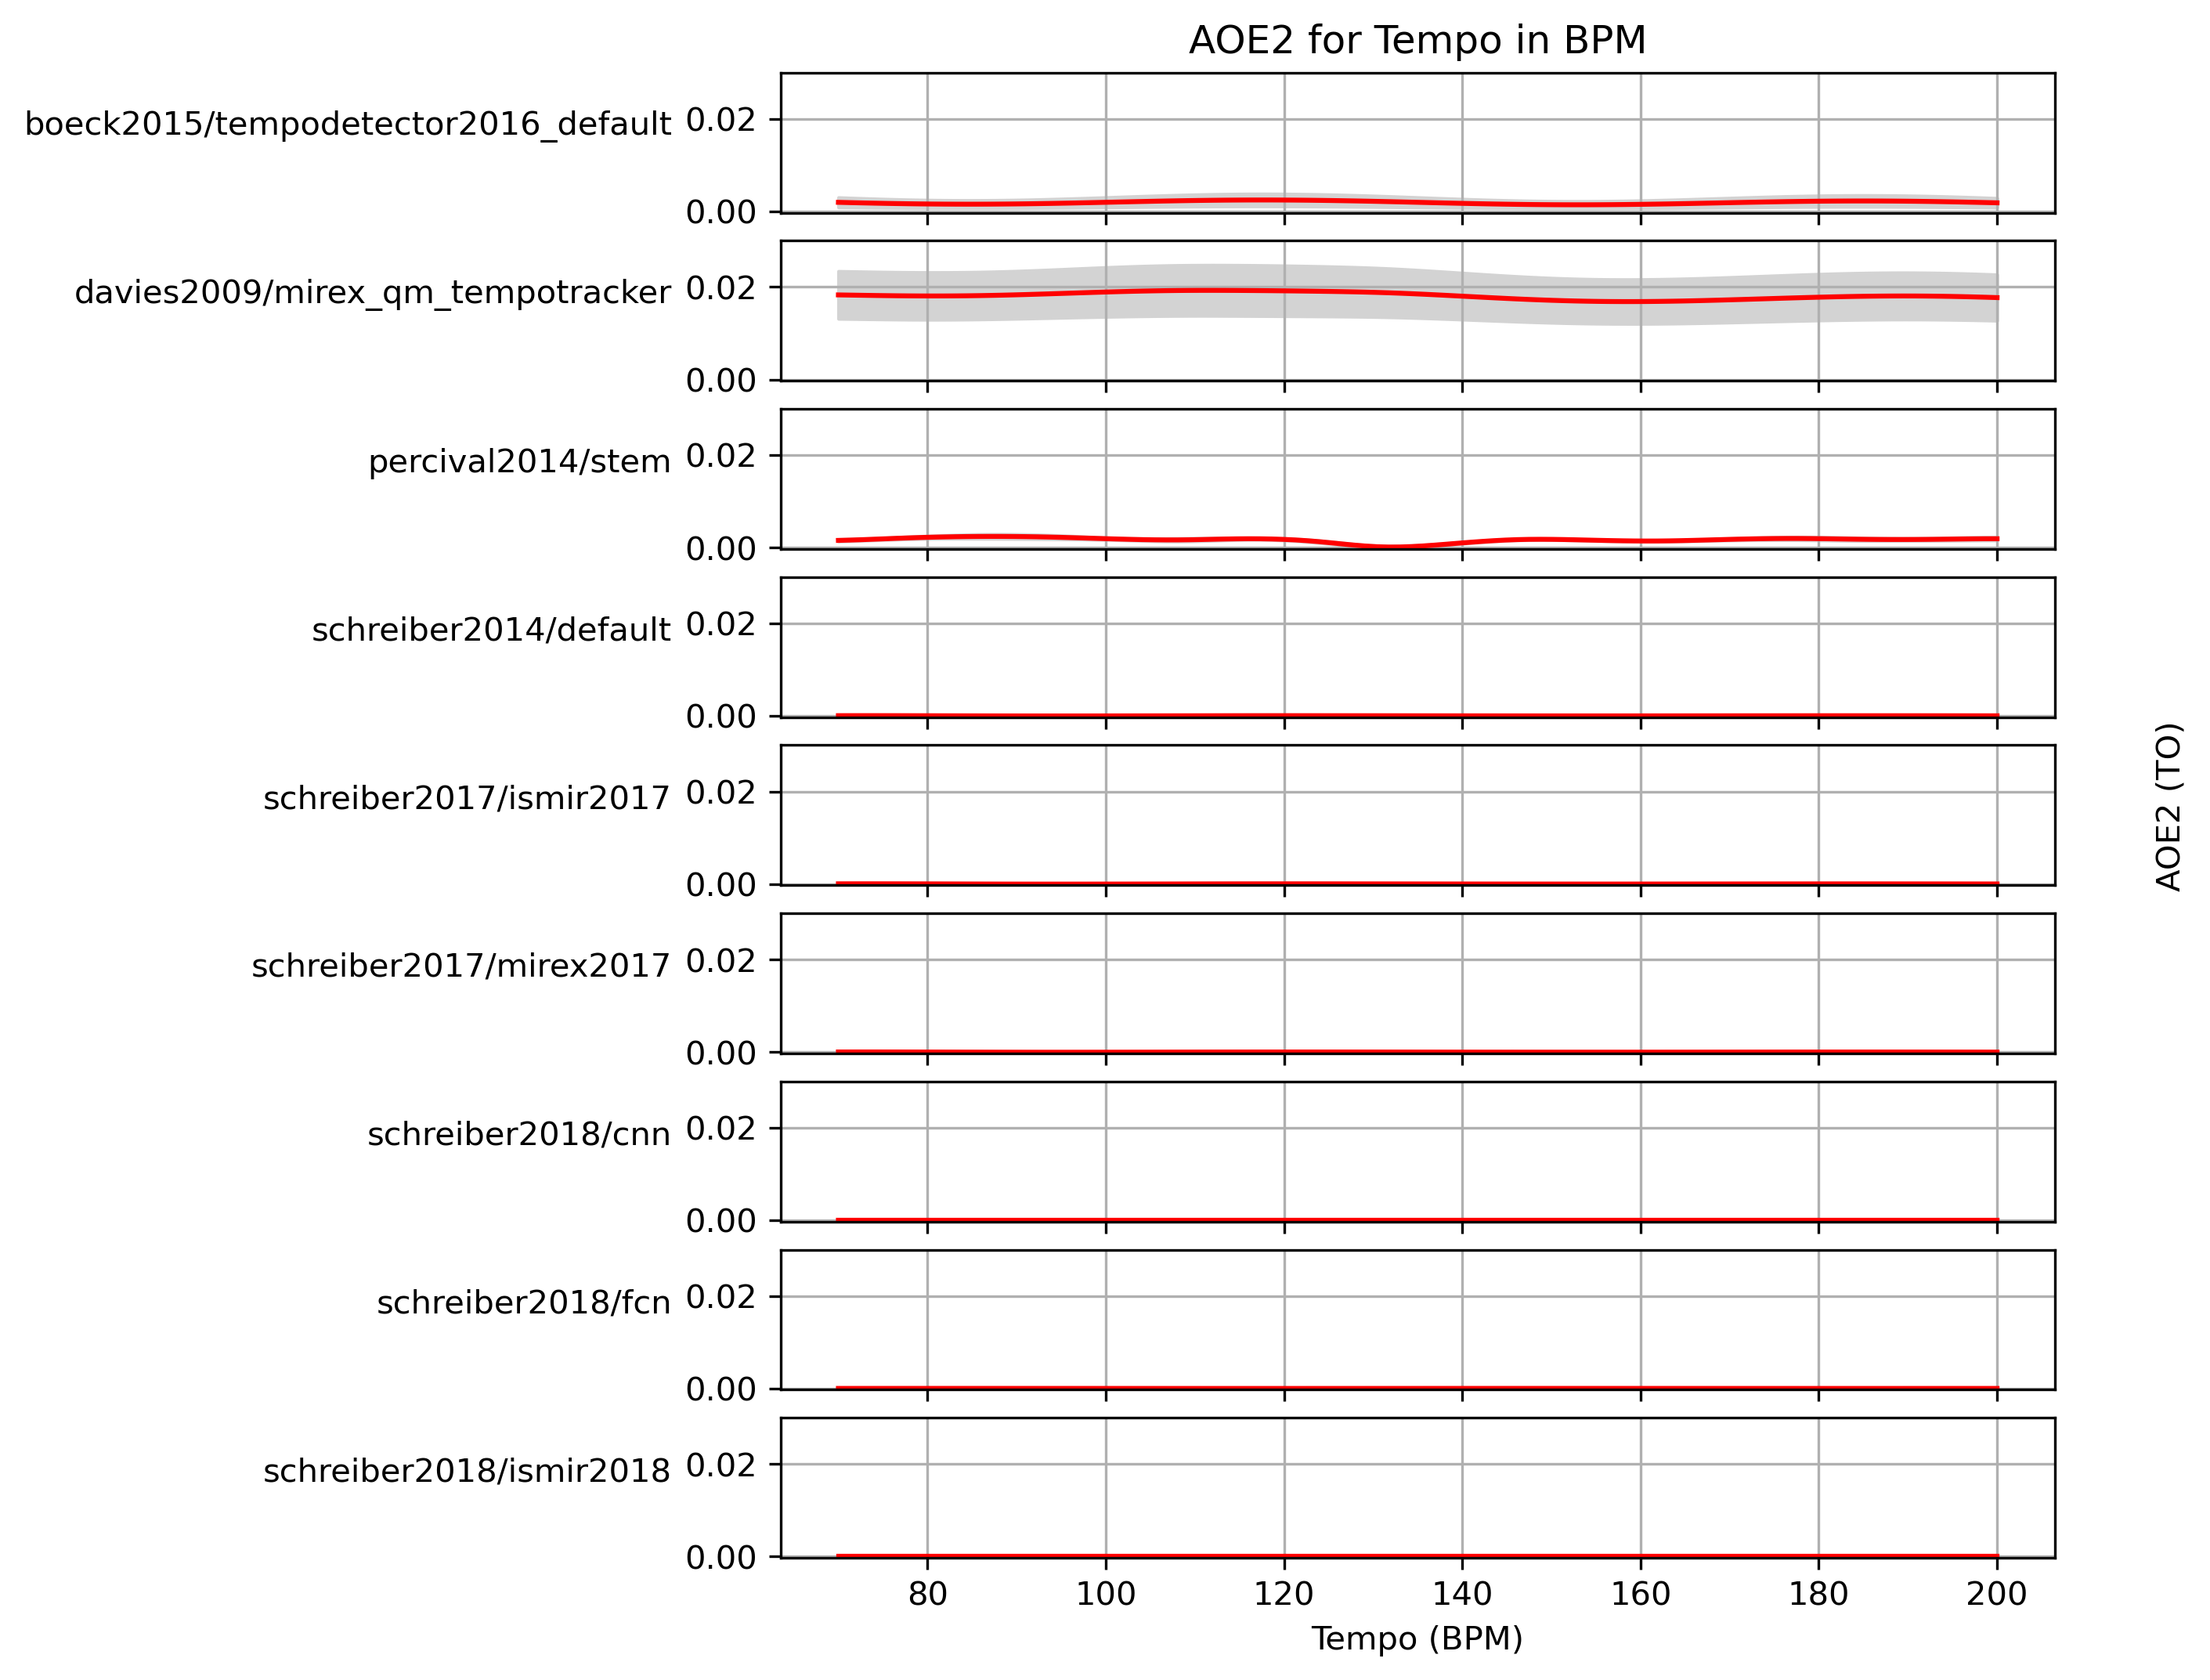 AOE2 for Tempo in BPM
boeck2015/tempodetector2016_default
0.02
0.00
davies2009/mirex_qm_tempotracker
0.02
0.00
percival2014/stem
0.02
0.00
schreiber2014/default
0.02
0.00
schreiber2017/ismir2017
0.02
0.00
schreiber2017/mirex2017
0.02
0.00
schreiber2018/cnn
0.02
0.00
schreiber2018/fcn
0.02
0.00
schreiber2018/ismir2018
0.02
0.00
80 100 120 140 160 180 200
Tempo (BPM)
AOE2 (TO)